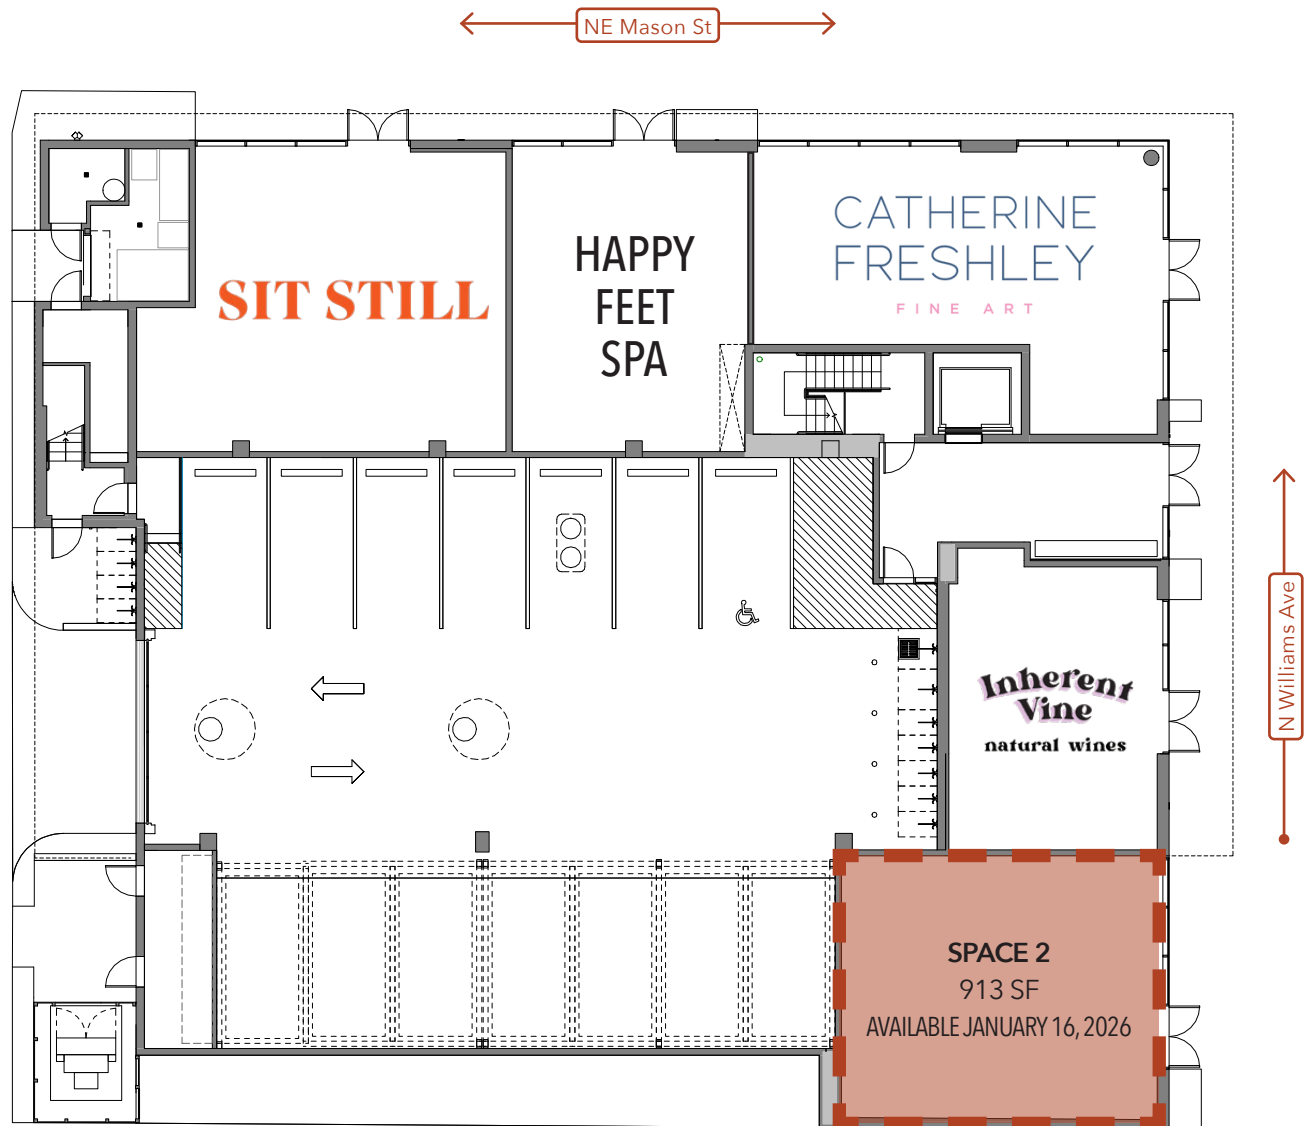 NE Mason St
SIT STILL
HAPPY
FEET
SPA
CATHERINE
FRESHLEY
FINE ART
N Williams Ave
Inherent
Vine
natural wines
SPACE 2
913 SF
AVAILABLE JANUARY 16, 2026